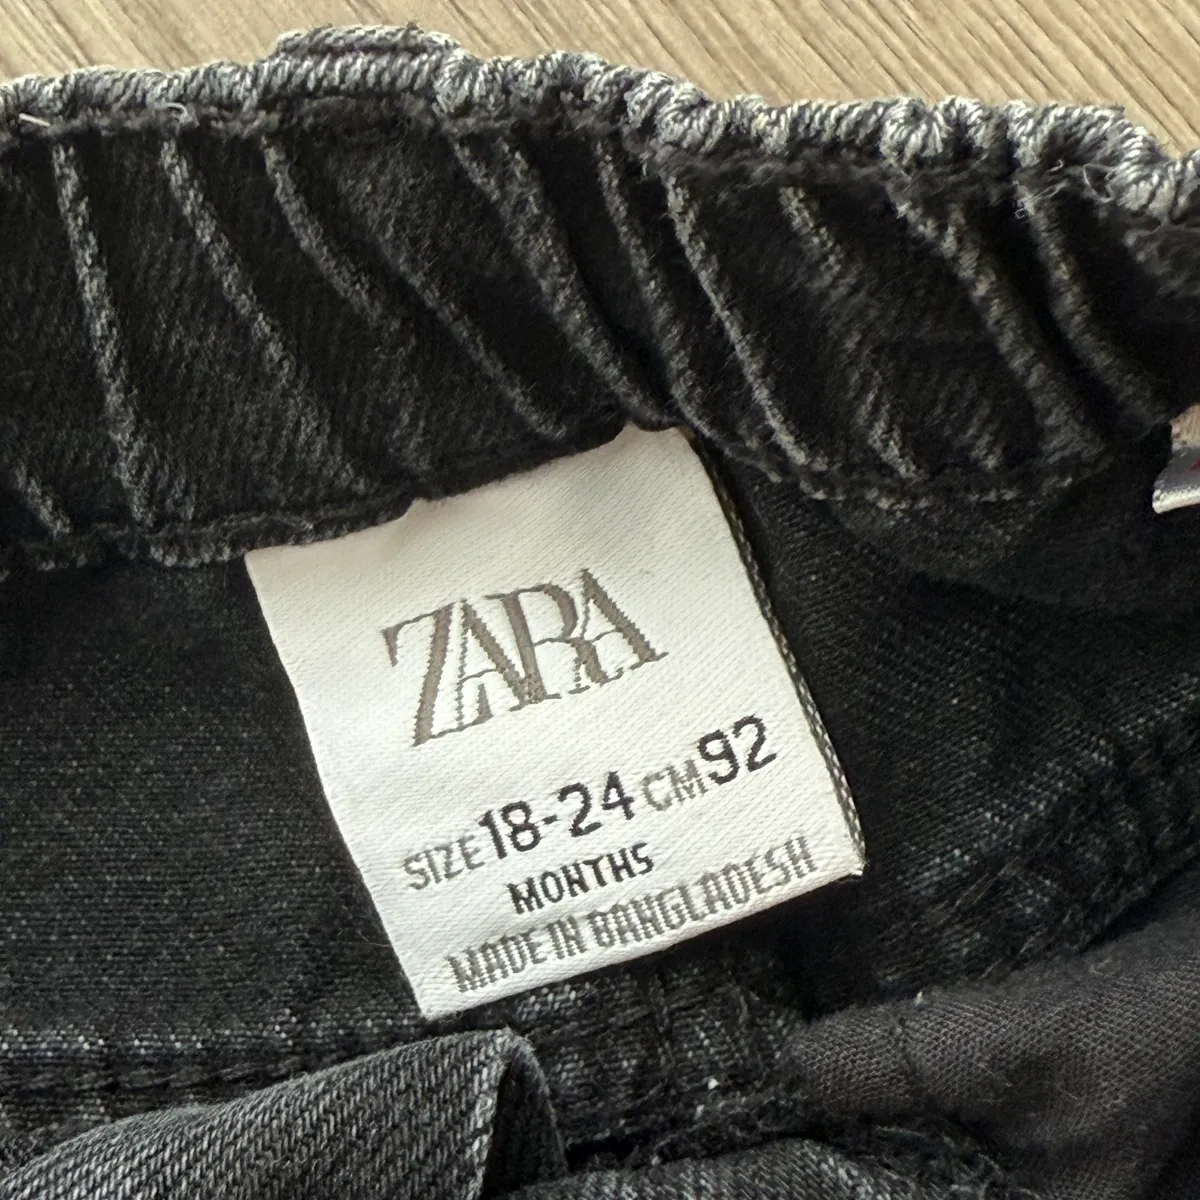 ZARA
SIZE 18-24 CM 92
MONTHS
MADE IN BANGLADESH